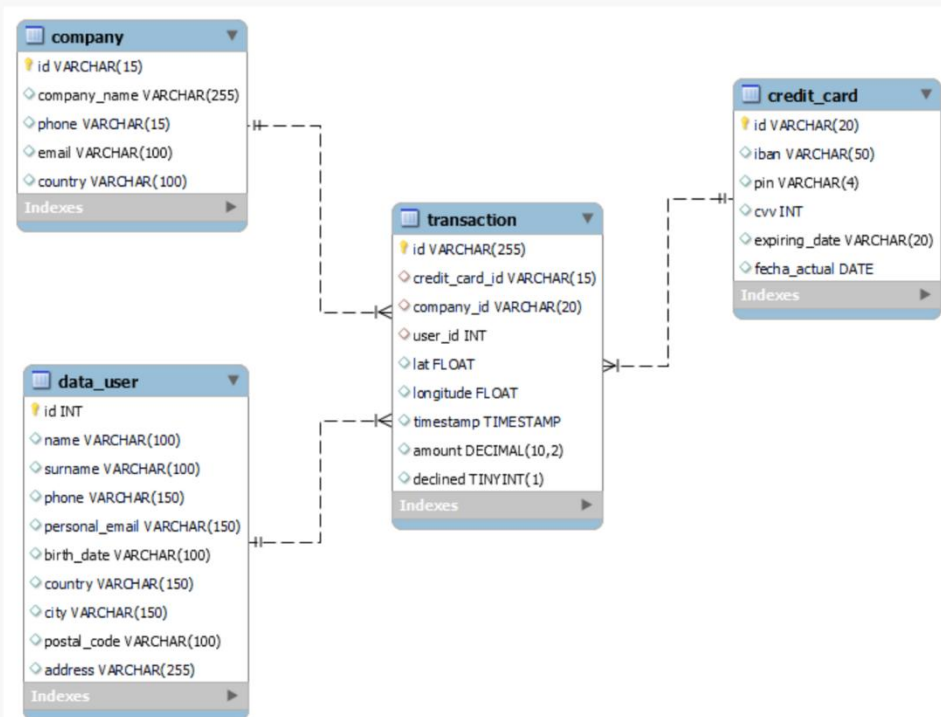 company
id VARCHAR(15)
company_name VARCHAR(255)
phone VARCHAR(15)
email VARCHAR(100)
country VARCHAR(100)
Indexes
credit_card
id VARCHAR(20)
iban VARCHAR(50)
pin VARCHAR(4)
cvv INT
expiring_date VARCHAR(20)
fecha_actual DATE
Indexes
transaction
id VARCHAR(255)
credit_card_id VARCHAR(15)
company_id VARCHAR(20)
user_id INT
lat FLOAT
longitude FLOAT
timestamp TIMESTAMP
amount DECIMAL(10,2)
declined TINYINT(1)
Indexes
data_user
id INT
name VARCHAR(100)
surname VARCHAR(100)
phone VARCHAR(150)
personal_email VARCHAR(150)
birth_date VARCHAR(100)
country VARCHAR(150)
city VARCHAR(150)
postal_code VARCHAR(100)
address VARCHAR(255)
Indexes